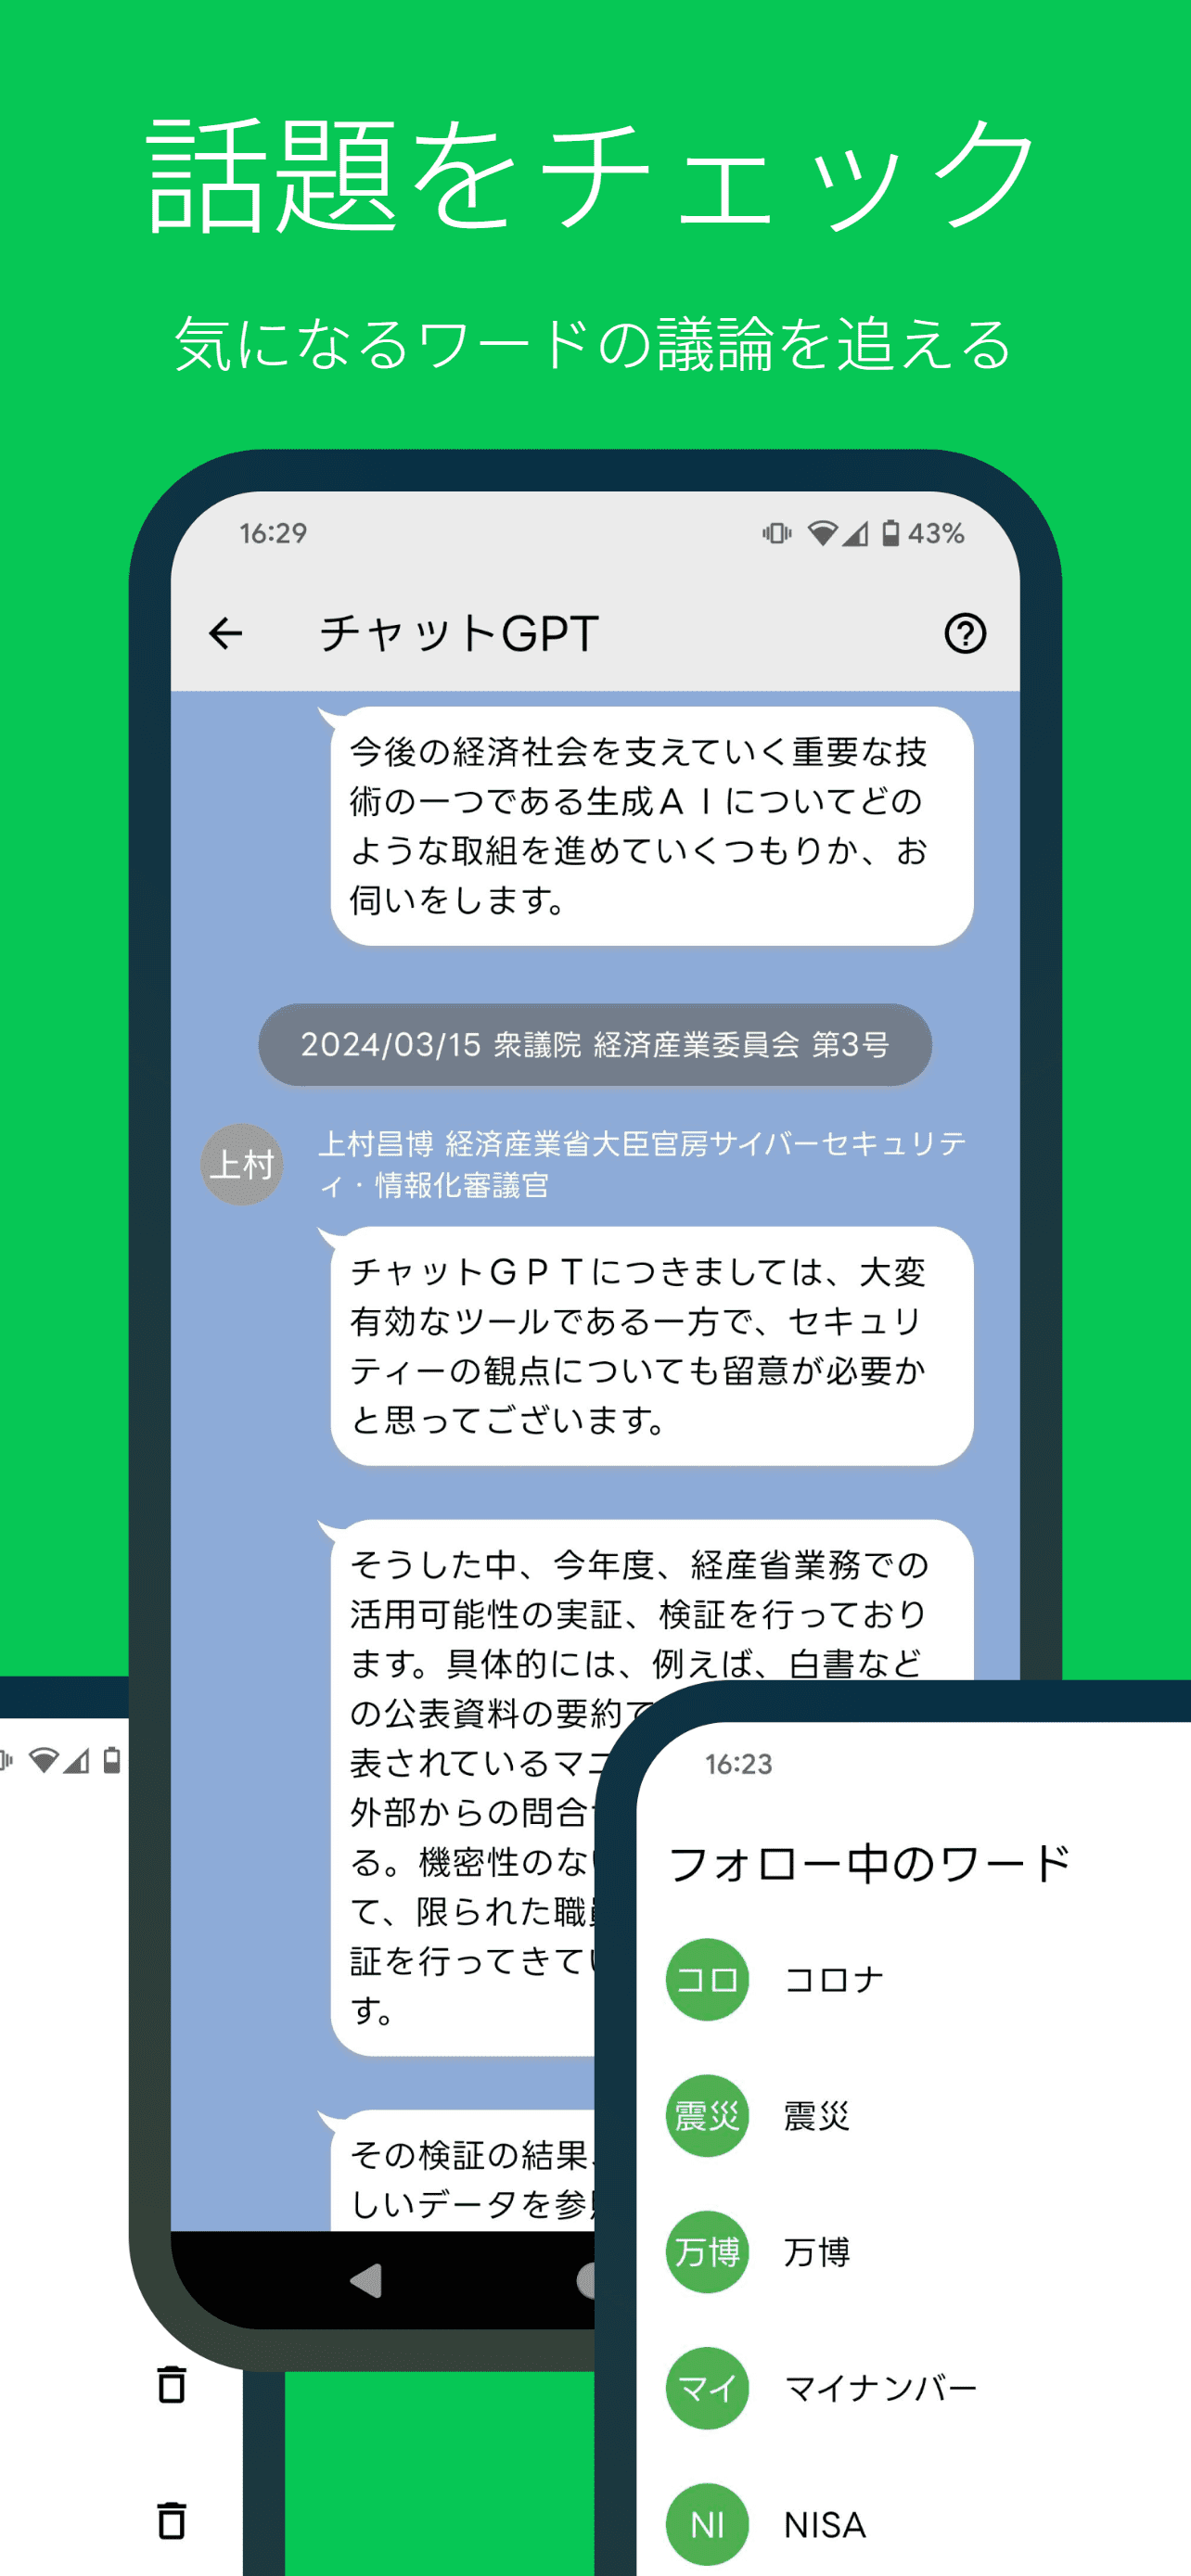 話題をチェック
気になるワードの議論を追える
16:29
43%
チャットGPT
今後の経済社会を支えていく重要な技
術の一つである生成ＡＩについてどの
ような取組を進めていくつもりか、お
伺いをします。
2024/03/15 衆議院 経済産業委員会 第3号
上村
上村昌博 経済産業省大臣官房サイバーセキュリテ
ィ・情報化審議官
チャットＧＰＴにつきましては、大変
有効なツールである一方で、セキュリ
ティーの観点についても留意が必要か
と思ってございます。
そうした中、今年度、経産省業務での
活用可能性の実証、検証を行っており
ます。具体的には、例えば、白書など
の公表資料の要約で
表されているマニ
外部からの問合
る。機密性のな
て、限られた職
証を行ってきて
す。
その検証の結果、
しいデータを参
16:23
フォロー中のワード
コロ
コロナ
震災
震災
万博
万博
マイ
マイナンバー
NI
NISA